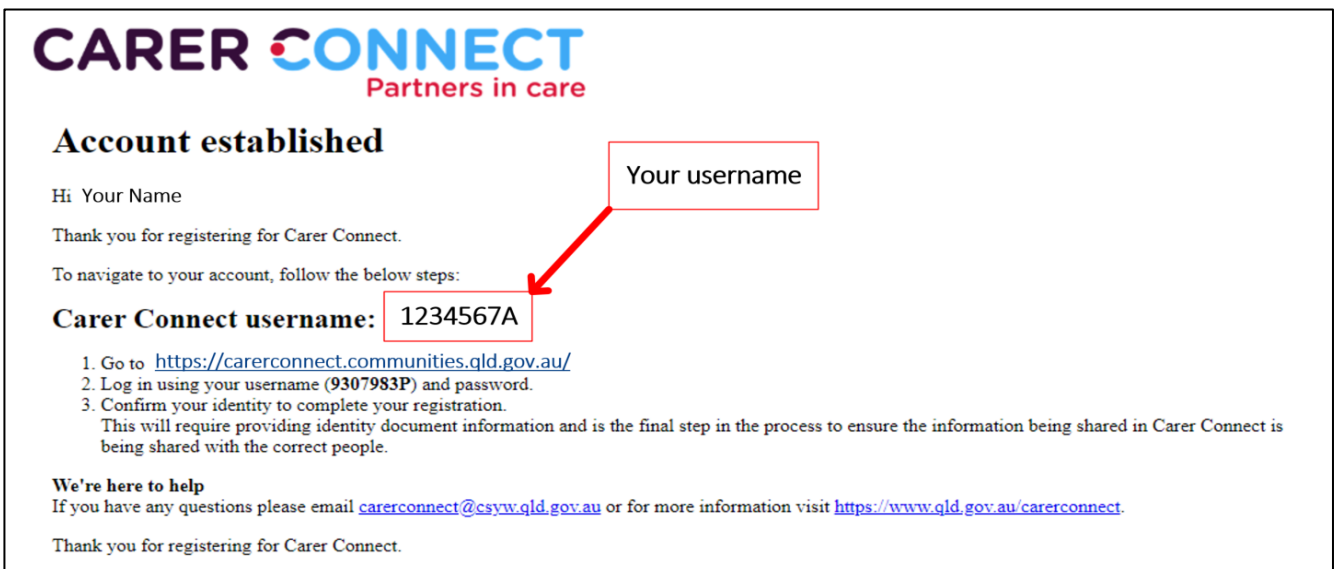 CARER CONNECT
Partners in care
Account established
Your username
Hi Your Name
Thank you for registering for Carer Connect.
To navigate to your account, follow the below steps:
Carer Connect username: 1234567A
1. Go to https://carerconnect.communities.qld.gov.au/
2. Log in using your username (9307983P) and password.
3. Confirm your identity to complete your registration.
This will require providing identity document information and is the final step in the process to ensure the information being shared in Carer Connect is
being shared with the correct people.
We're here to help
If you have any questions please email carerconnect@csyw.qld.gov.au or for more information visit https://www.qld.gov.au/carerconnect.
Thank you for registering for Carer Connect.